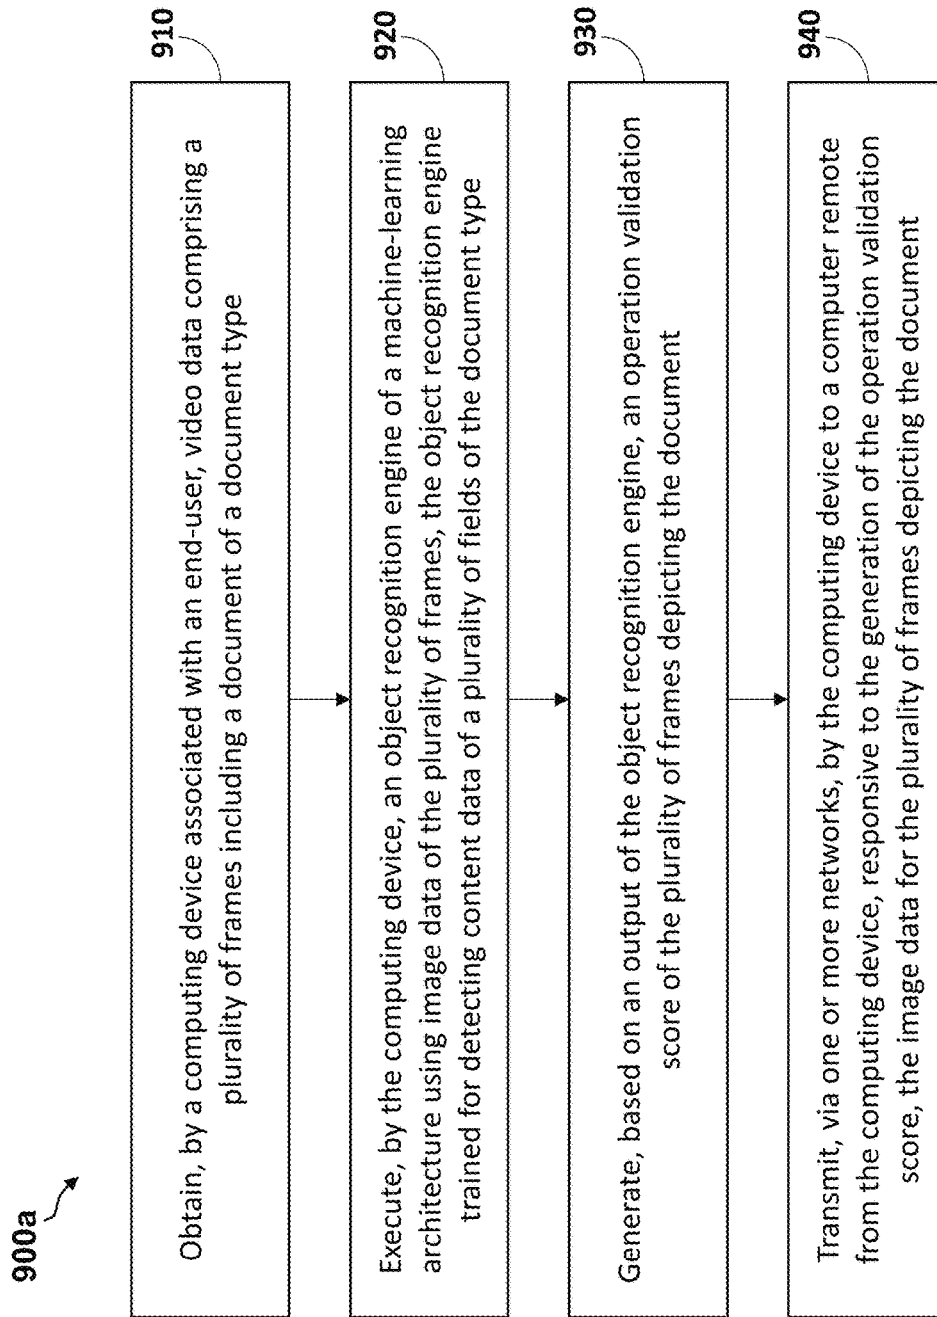 900a
910
Obtain, by a computing device associated with an end-user, video data comprising a
plurality of frames including a document of a document type
920
Execute, by the computing device, an object recognition engine of a machine-learning
architecture using image data of the plurality of frames, the object recognition engine
trained for detecting content data of a plurality of fields of the document type
930
Generate, based on an output of the object recognition engine, an operation validation
score of the plurality of frames depicting the document
940
Transmit, via one or more networks, by the computing device to a computer remote
from the computing device, responsive to the generation of the operation validation
score, the image data for the plurality of frames depicting the document